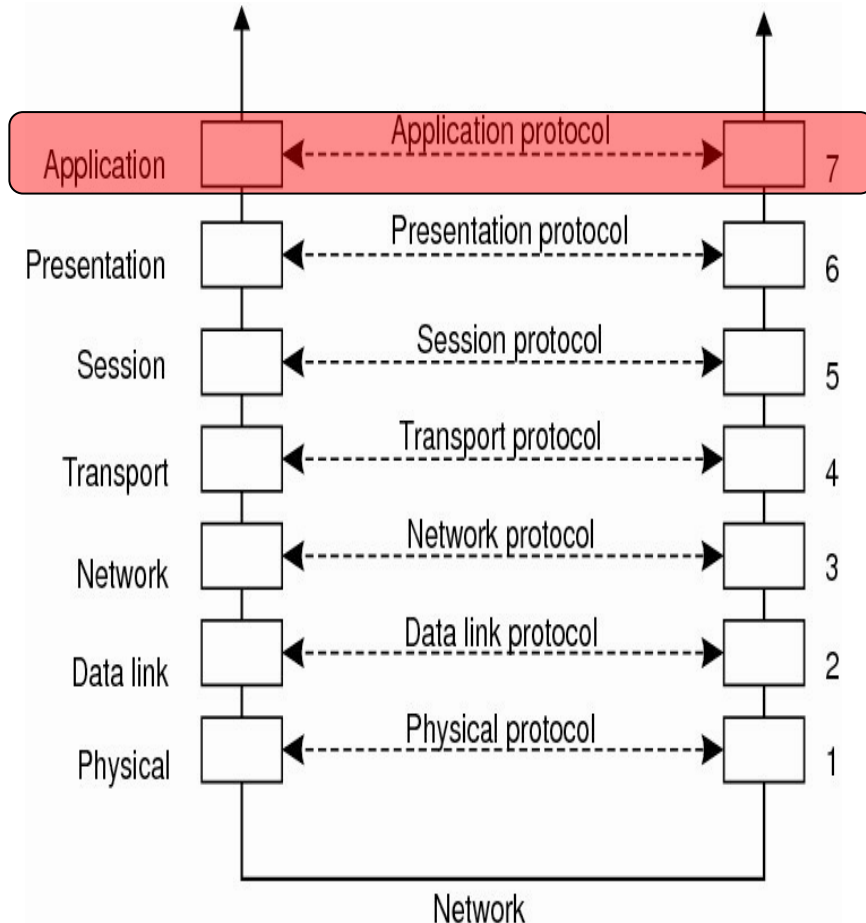 Application protocol
Application
7
Presentation protocol
Presentation
6
Session protocol
Session
5
Transport protocol
Transport
4
Network protocol
Network
3
Data link protocol
Data link
2
Physical protocol
Physical
1
Network